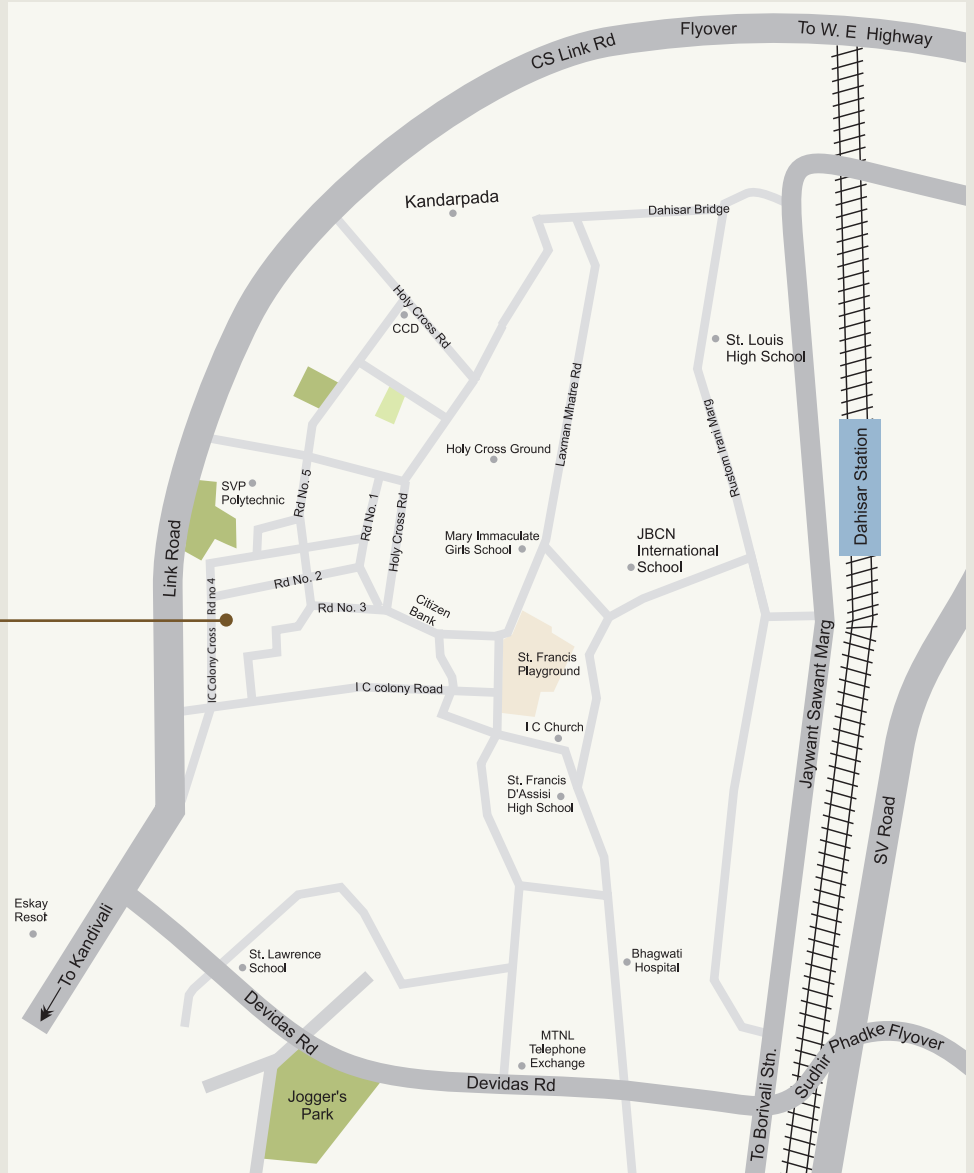 CS Link Rd
Flyover
To W. E Highway
Kandarpada
Dahisar Bridge
Holy Cross Rd
CCD
St. Louis
High School
Laxman Mhatre Rd
Rustom Irani Marg
Dahisar Station
Holy Cross Ground
SVP
Polytechnic
Rd No. 5
Rd No. 1
Holy Cross Rd
Mary Immaculate
Girls School
JBCN
International
School
Link Road
Rd No. 2
IC Colony Cross Rd no 4
Rd No. 3
Citizen
Bank
St. Francis
Playground
I C colony Road
Jaywant Sawant Marg
I C Church
St. Francis
D'Assisi
High School
SV Road
Eskay
Resot
To Kandivali
St. Lawrence
School
Bhagwati
Hospital
Devidas Rd
MTNL
Telephone
Exchange
Sudhir Phadke Flyover
Devidas Rd
Jogger's
Park
To Borivali Stn.